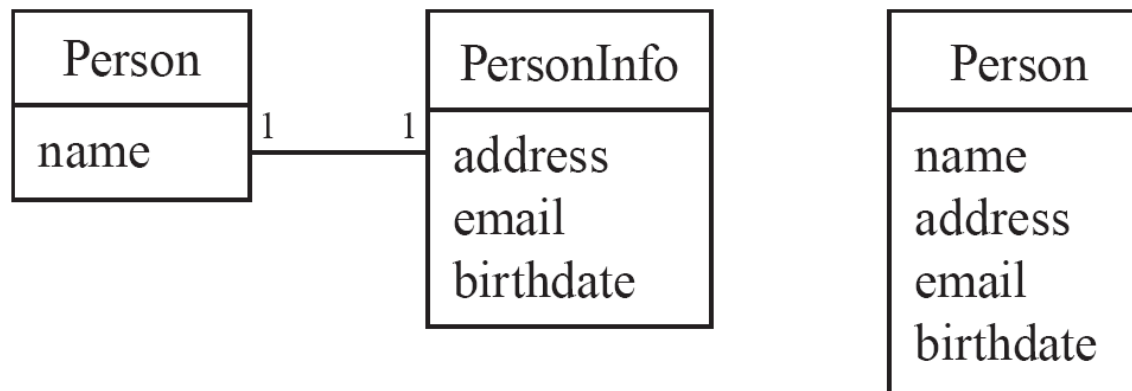 Person
name
1
1
PersonInfo
address
email
birthdate
Person
name
address
email
birthdate